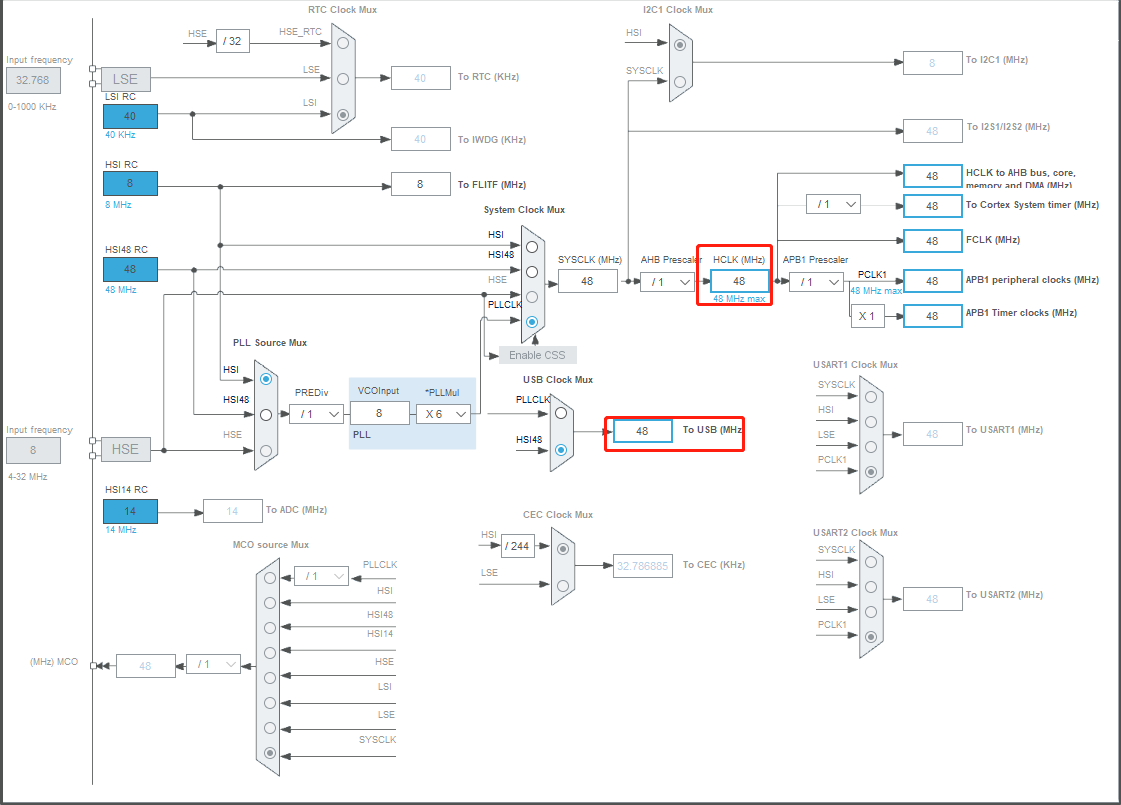 RTC Clock Mux
I2C1 Clock Mux
HSE
/ 32
HSE_RTC
HSI
Input frequency
32.768
0-1000 KHz
LSE
LSE
40
To RTC (KHz)
SYSCLK
8
To I2C1 (MHz)
LSI RC
40
40 KHz
LSI
40
To IWDG (KHz)
48
To I2S1/I2S2 (MHz)
HSI RC
8
8 MHz
8
To FLITF (MHz)
48
HCLK to AHB bus, core,
memory and DMA (MHz)
/ 1
48
To Cortex System timer (MHz)
System Clock Mux
HSI
48
FCLK (MHz)
HSI48 RC
48
48 MHz
HSI48
HSE
PLLCLK
SYSCLK (MHz)
48
AHB Prescaler
/ 1
HCLK (MHz)
48
48 MHz max
APB1 Prescaler
/ 1
PCLK1
48 MHz max
48
APB1 peripheral clocks (MHz)
X 1
48
APB1 Timer clocks (MHz)
Enable CSS
PLL Source Mux
HSI
HSI48
HSE
PREDiv
/ 1
VCOInput
8
*PLLMul
X 6
PLL
USB Clock Mux
PLLCLK
HSI48
48
To USB (MHz
USART1 Clock Mux
SYSCLK
HSI
LSE
PCLK1
48
To USART1 (MHz)
Input frequency
8
4-32 MHz
HSE
HSI14 RC
14
14 MHz
14
To ADC (MHz)
CEC Clock Mux
HSI
/ 244
LSE
32.786885
To CEC (KHz)
USART2 Clock Mux
SYSCLK
HSI
LSE
PCLK1
48
To USART2 (MHz)
MCO source Mux
/ 1
PLLCLK
HSI
HSI48
HSI14
HSE
LSI
LSE
SYSCLK
(MHz) MCO
48
/ 1